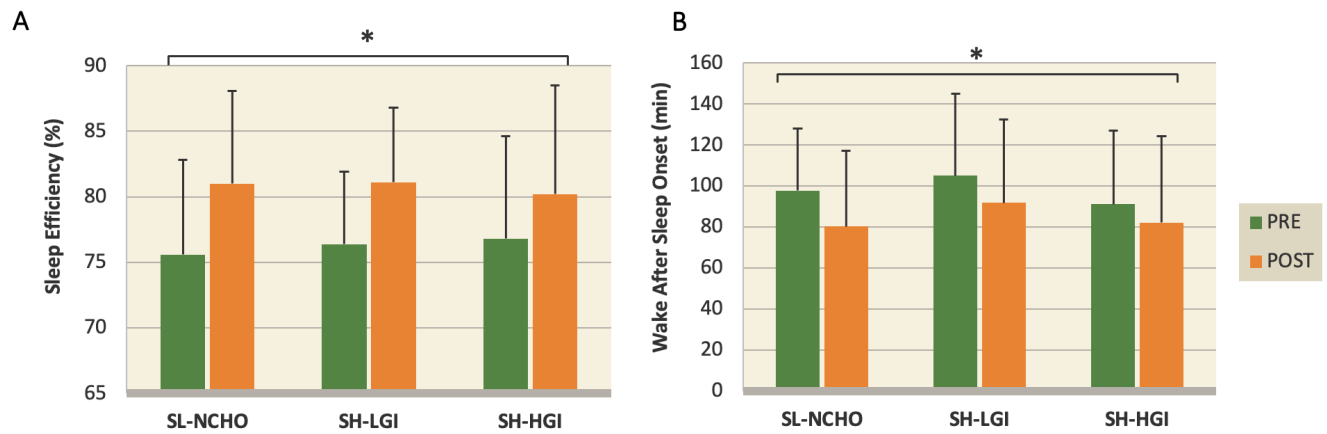 A
*
Sleep Efficiency (%)
90
85
80
75
70
65
SL-NCHO SH-LGI SH-HGI
B
*
Wake After Sleep Onset (min)
160
140
120
100
80
60
40
20
0
SL-NCHO SH-LGI SH-HGI
PRE
POST